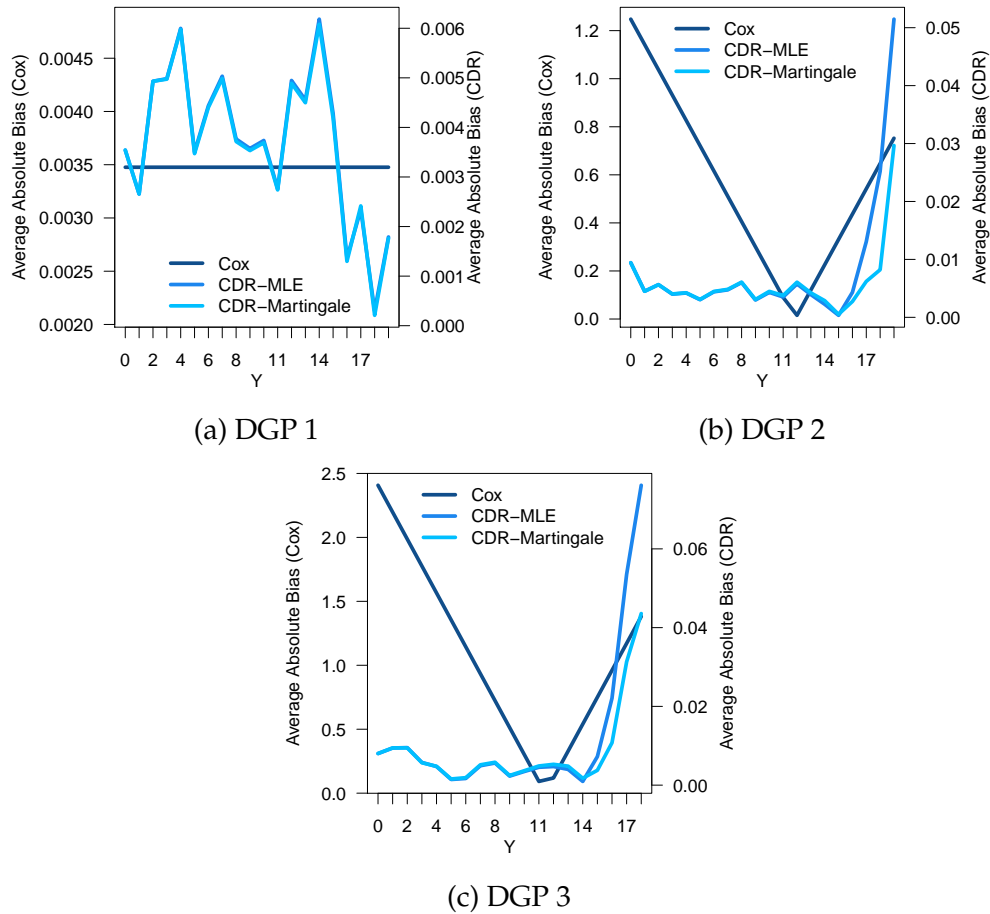 0.0045
0.0040
0.0035
0.0030
0.0025
0.0020
Average Absolute Bias (Cox)
0.006
0.005
0.004
0.003
0.002
0.001
0.000
Average Absolute Bias (CDR)
Cox
CDR−MLE
CDR−Martingale
0 2 4 6 8 11 14 17
Y
(a) DGP 1
1.2
1.0
0.8
0.6
0.4
0.2
0.0
Average Absolute Bias (Cox)
0.05
0.04
0.03
0.02
0.01
0.00
Average Absolute Bias (CDR)
Cox
CDR−MLE
CDR−Martingale
0 2 4 6 8 11 14 17
Y
(b) DGP 2
2.5
2.0
1.5
1.0
0.5
0.0
Average Absolute Bias (Cox)
0.06
0.04
0.02
0.00
Average Absolute Bias (CDR)
Cox
CDR−MLE
CDR−Martingale
0 2 4 6 8 11 14 17
Y
(c) DGP 3